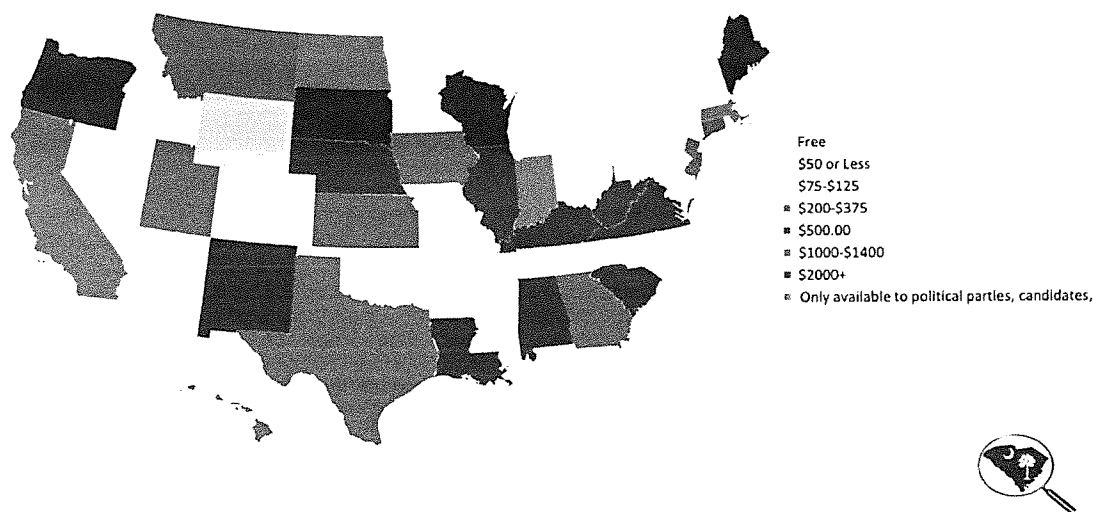 Free
$50 or Less
$75-$125
$200-$375
$500.00
$1000-$1400
$2000+
Only available to political parties, candidates,